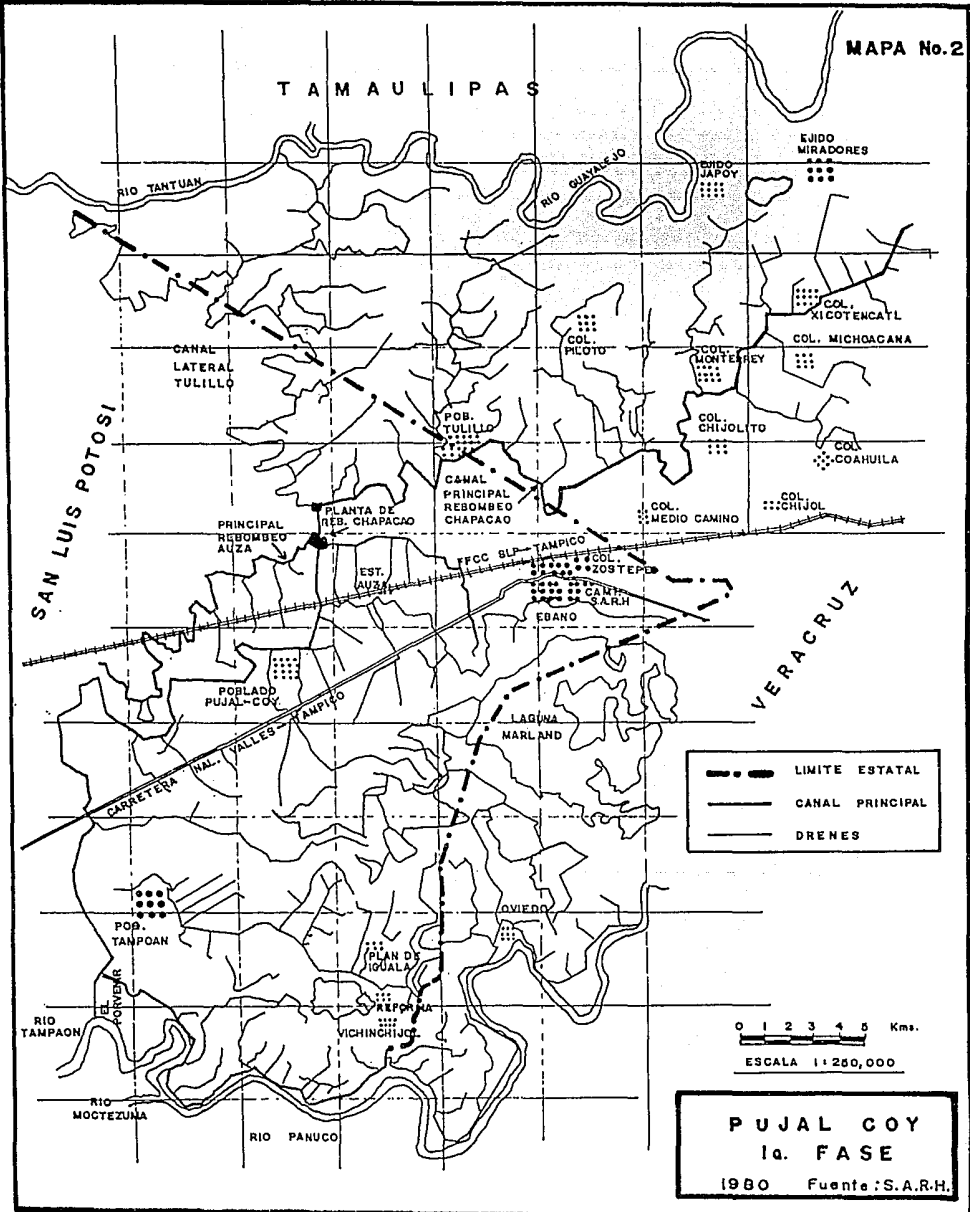 MAPA No.2
TAMAULIPAS
EJIDO
MIRADORES
EJIDO
JAPOY
RIO TANTUAN
RIO GUAYALEJO
COL.
XICOTENCATL
COL.
PILOTO
COL. MICHOACANA
COL.
MONTERREY
CANAL
LATERAL
TULILLO
SAN LUIS POTOSI
POB.
TULILLO
COL.
CHIJOLITO
COL.
COAHUILA
CANAL
PRINCIPAL
REBOMBEO
CHAPACAO
COL.
CHIJOL
COL.
MEDIO CAMINO
PLANTA DE
REB. CHAPACAO
PRINCIPAL
REBOMBEO
AUZA
FFCC SLP - TAMPICO
EST.
AUZA
COL.
ZOSTEPE
CAMP.
S.A.R.H
EBANO
VERACRUZ
POBLADO
PUJAL-COY
LAGUNA
MARLAND
CARRETERA NAL. VALLES - TAMPICO
LIMITE ESTATAL
CANAL PRINCIPAL
DRENES
POB.
TAMPOAN
OVIEDO
PLAN DE
IGUALA
EL PORVENIR
REFORMA
RIO
TAMPAON
VICHINCHIJOL
0 1 2 3 4 5 Kms.
ESCALA 1:250,000
RIO
MOCTEZUMA
RIO PANUCO
PUJAL COY
1a. FASE
1980 Fuente: S.A.R.H.